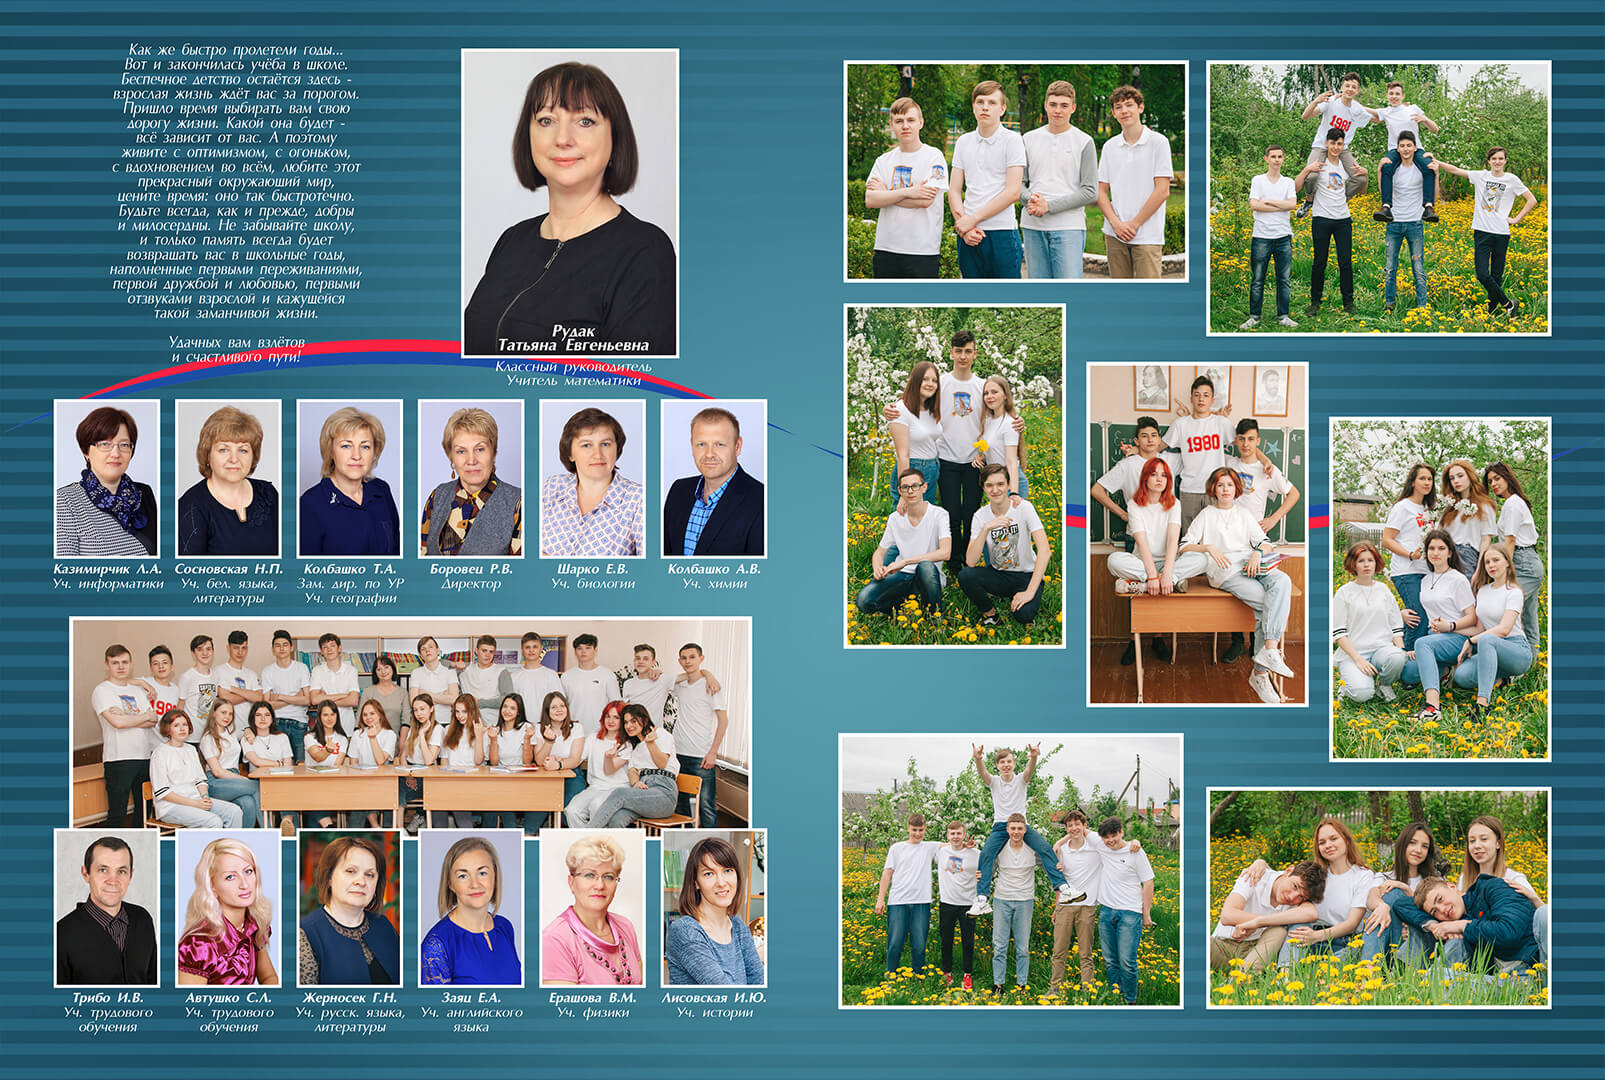 Как же быстро пролетели годы...
Вот и закончилась учёба в школе.
Беспечное детство остаётся здесь -
взрослая жизнь ждёт вас за порогом.
Пришло время выбирать вам свою
дорогу жизни. Какой она будет -
всё зависит от вас. А поэтому
живите с оптимизмом, с огоньком,
с вдохновением во всём, любите этот
прекрасный окружающий мир,
цените время: оно так быстротечно.
Будьте всегда, как и прежде, добры
и милосердны. Не забывайте школу,
и только память всегда будет
возвращать вас в школьные годы,
наполненные первыми переживаниями,
первой дружбой и любовью, первыми
отзвуками взрослой и кажущейся
такой заманчивой жизни.
Удачных вам взлётов
и счастливого пути!
Рудак
Татьяна Евгеньевна
Классный руководитель
Учитель математики
Казимирчик Л.А.
Уч. информатики
Сосновская Н.П.
Уч. бел. языка,
литературы
Колбашко Т.А.
Зам. дир. по УР
Уч. географии
Боровец Р.В.
Директор
Шарко Е.В.
Уч. биологии
Колбашко А.В.
Уч. химии
Трибо И.В.
Уч. трудового
обучения
Автушко С.Л.
Уч. трудового
обучения
Жерносек Г.Н.
Уч. русск. языка,
литературы
Заяц Е.А.
Уч. английского
языка
Ерашова В.М.
Уч. физики
Лисовская И.Ю.
Уч. истории
1980
1980
198